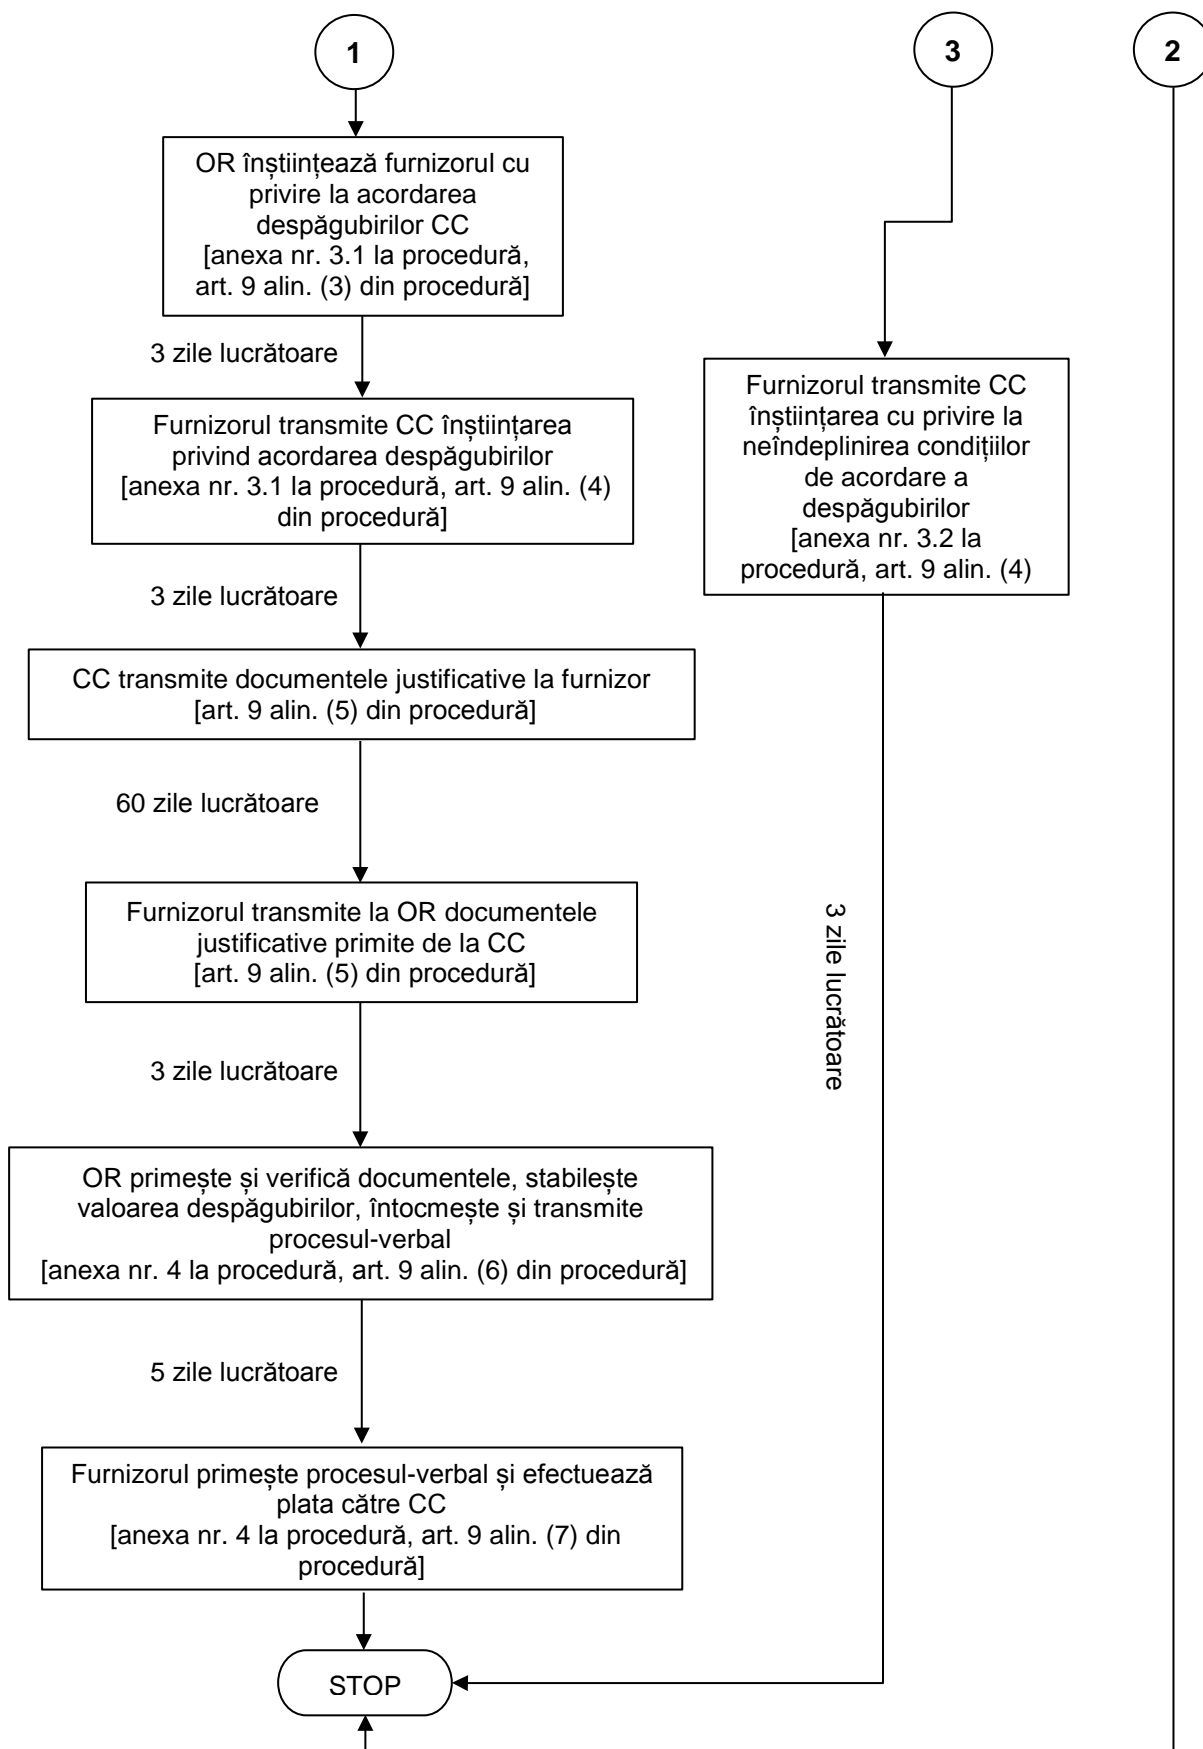 1
3
2
OR înștiințează furnizorul cu
privire la acordarea
despăgubirilor CC
[anexa nr. 3.1 la procedură,
art. 9 alin. (3) din procedură]
3 zile lucrătoare
Furnizorul transmite CC înștiințarea
privind acordarea despăgubirilor
[anexa nr. 3.1 la procedură, art. 9 alin. (4)
din procedură]
Furnizorul transmite CC
înștiințarea cu privire la
neîndeplinirea condițiilor
de acordare a
despăgubirilor
[anexa nr. 3.2 la
procedură, art. 9 alin. (4)
3 zile lucrătoare
CC transmite documentele justificative la furnizor
[art. 9 alin. (5) din procedură]
60 zile lucrătoare
Furnizorul transmite la OR documentele
justificative primite de la CC
[art. 9 alin. (5) din procedură]
3 zile lucrătoare
3 zile lucrătoare
OR primește și verifică documentele, stabilește
valoarea despăgubirilor, întocmește și transmite
procesul-verbal
[anexa nr. 4 la procedură, art. 9 alin. (6) din procedură]
5 zile lucrătoare
Furnizorul primește procesul-verbal și efectuează
plata către CC
[anexa nr. 4 la procedură, art. 9 alin. (7) din
procedură]
STOP